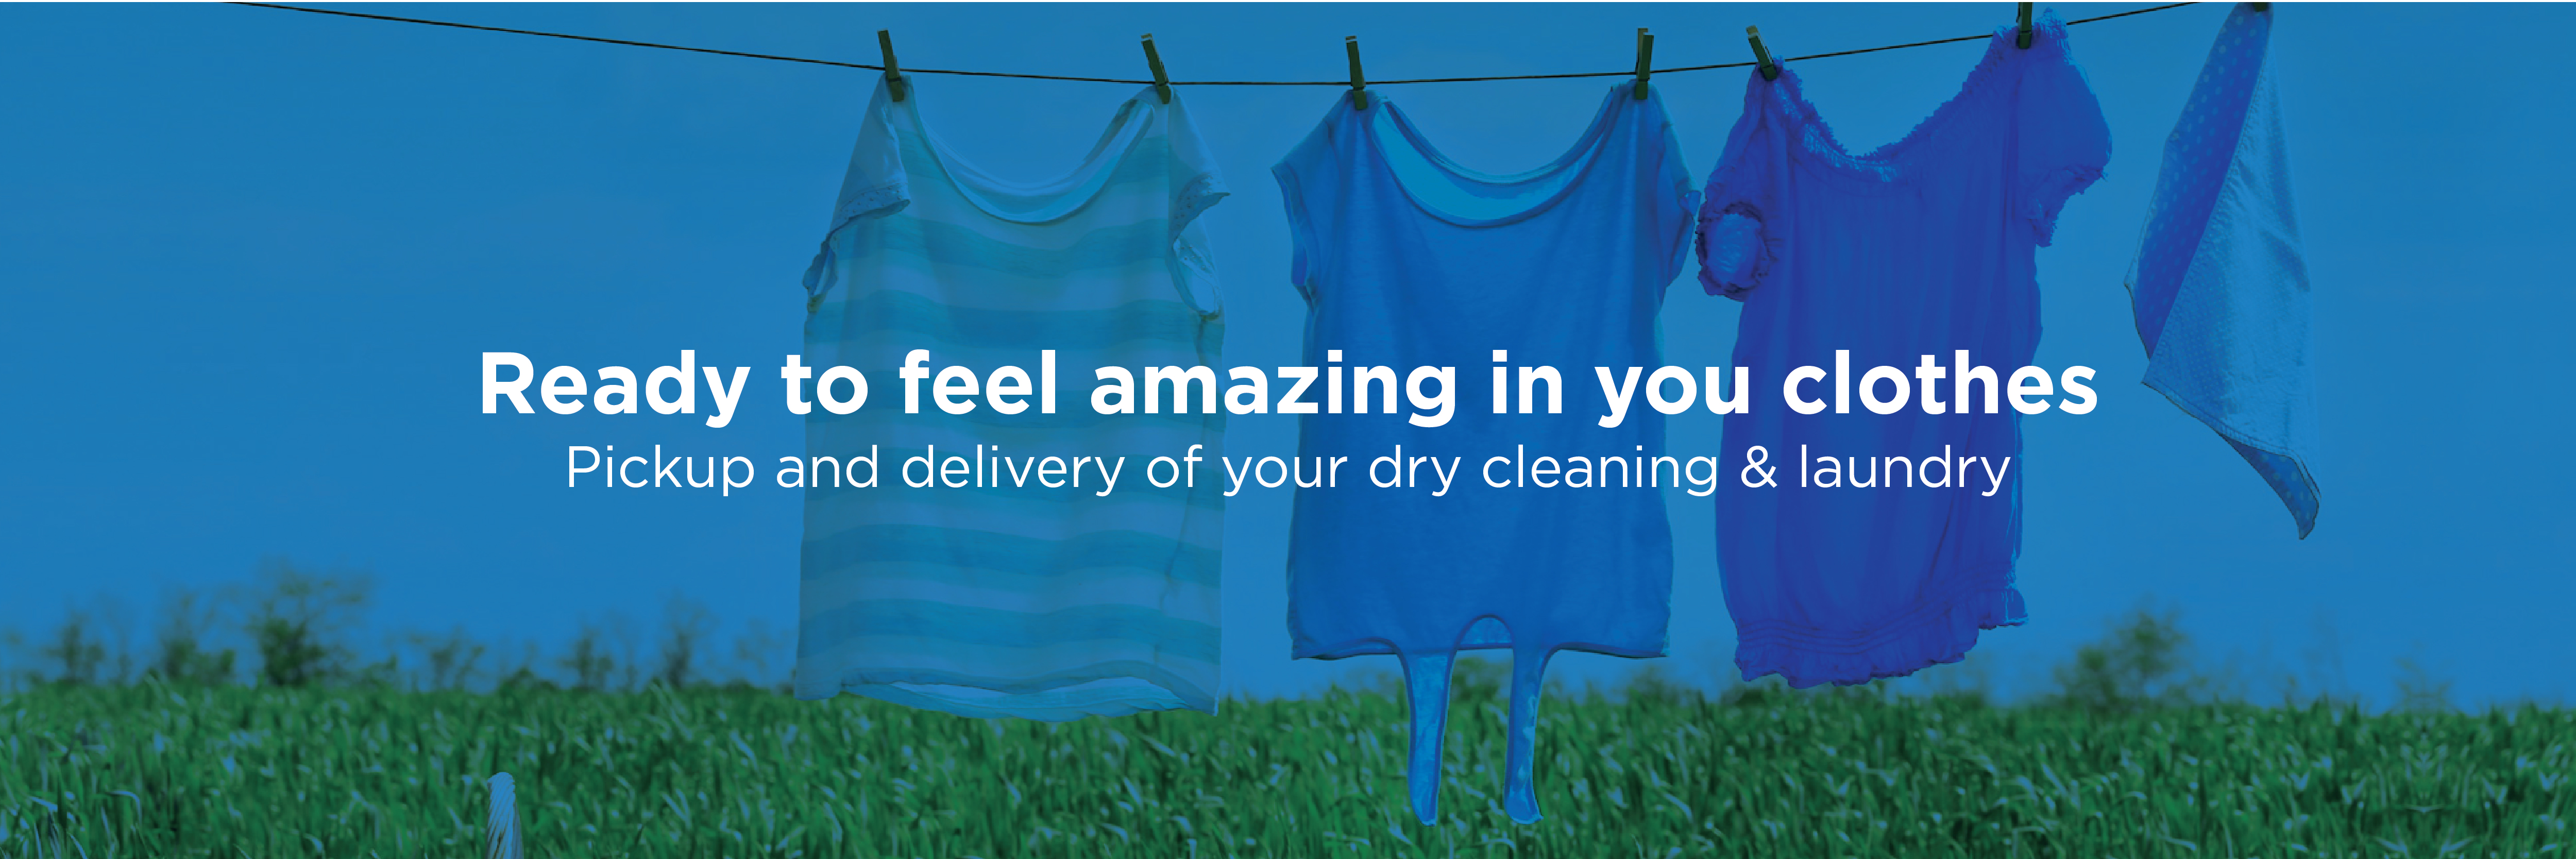 Ready to feel amazing in you clothes
Pickup and delivery of your dry cleaning & laundry